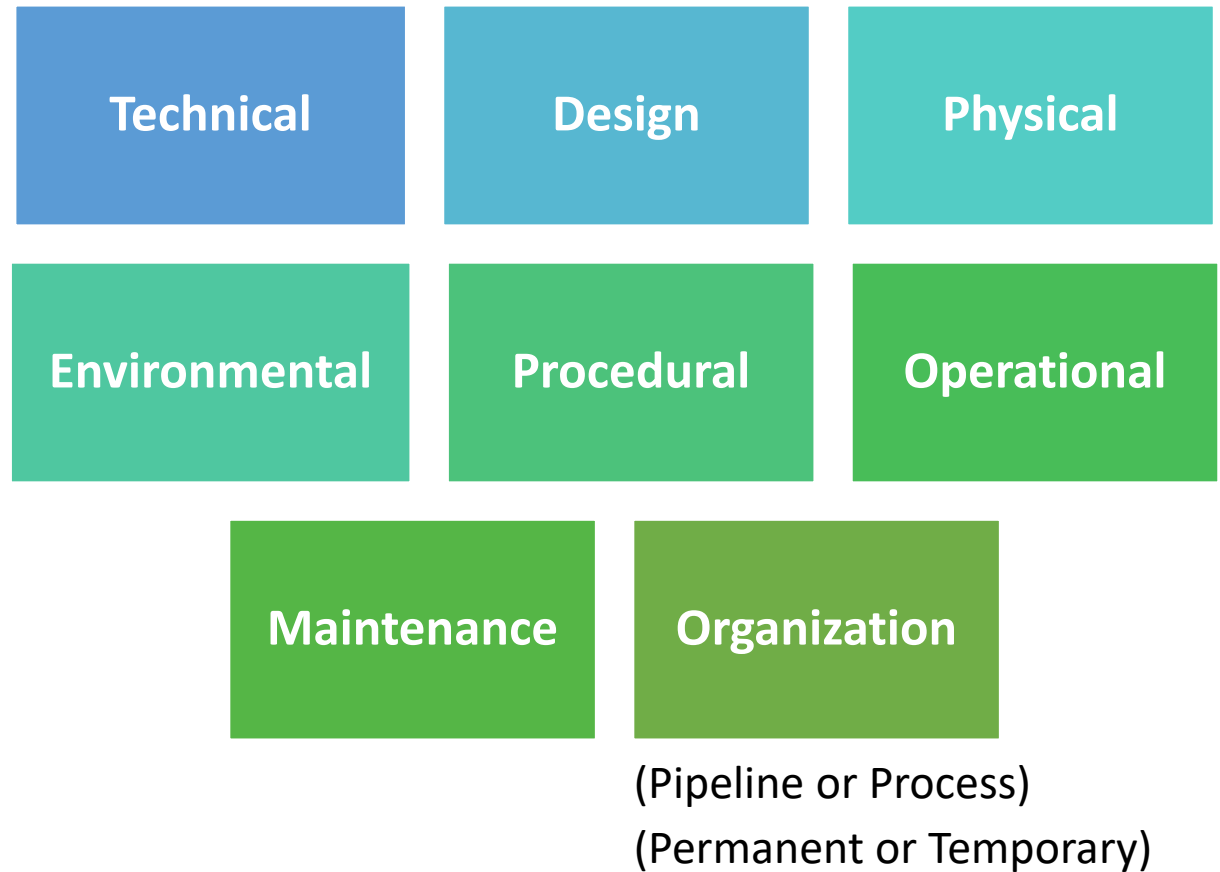 Technical
Design
Physical
Environmental
Procedural
Operational
Maintenance
Organization
(Pipeline or Process)
(Permanent or Temporary)